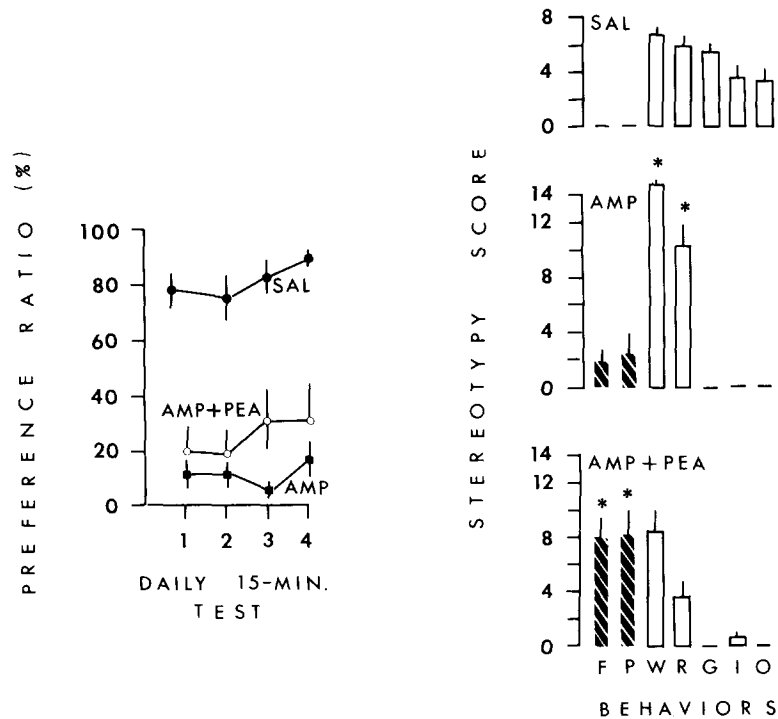 PREFERENCE RATIO (%)
100
80
60
40
20
0
SAL
AMP+PEA
AMP
1 2 3 4
DAILY 15-MIN.
TEST
STEREOTYPY SCORE
8
4
0
SAL
14
12
8
4
0
AMP
*
*
14
12
8
4
0
AMP+PEA
*
*
F P W R G I O
BEHAVIORS